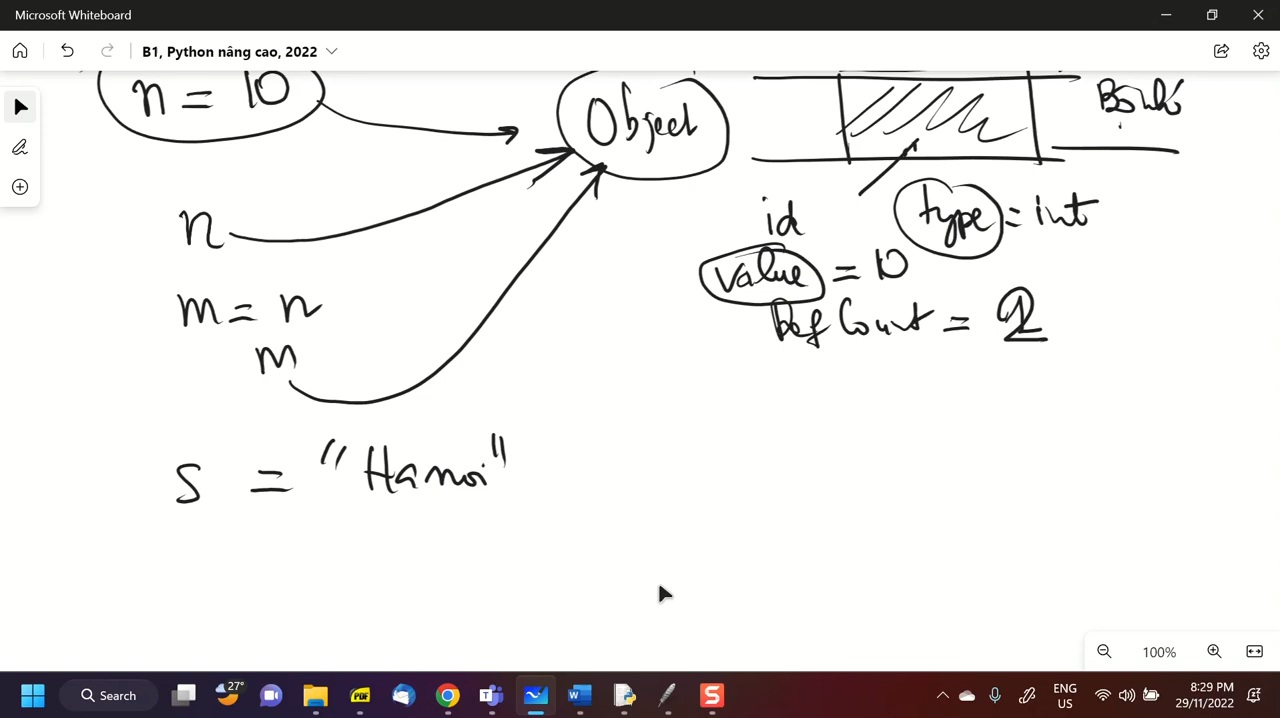 Microsoft Whiteboard
B1, Python nâng cao, 2022
n = 10
Object
n
m = n
m
s = "Hanoi"
id
type = int
value = 10
Ref Count = 2
100%
27°
Search
ENG
US
8:29 PM
29/11/2022